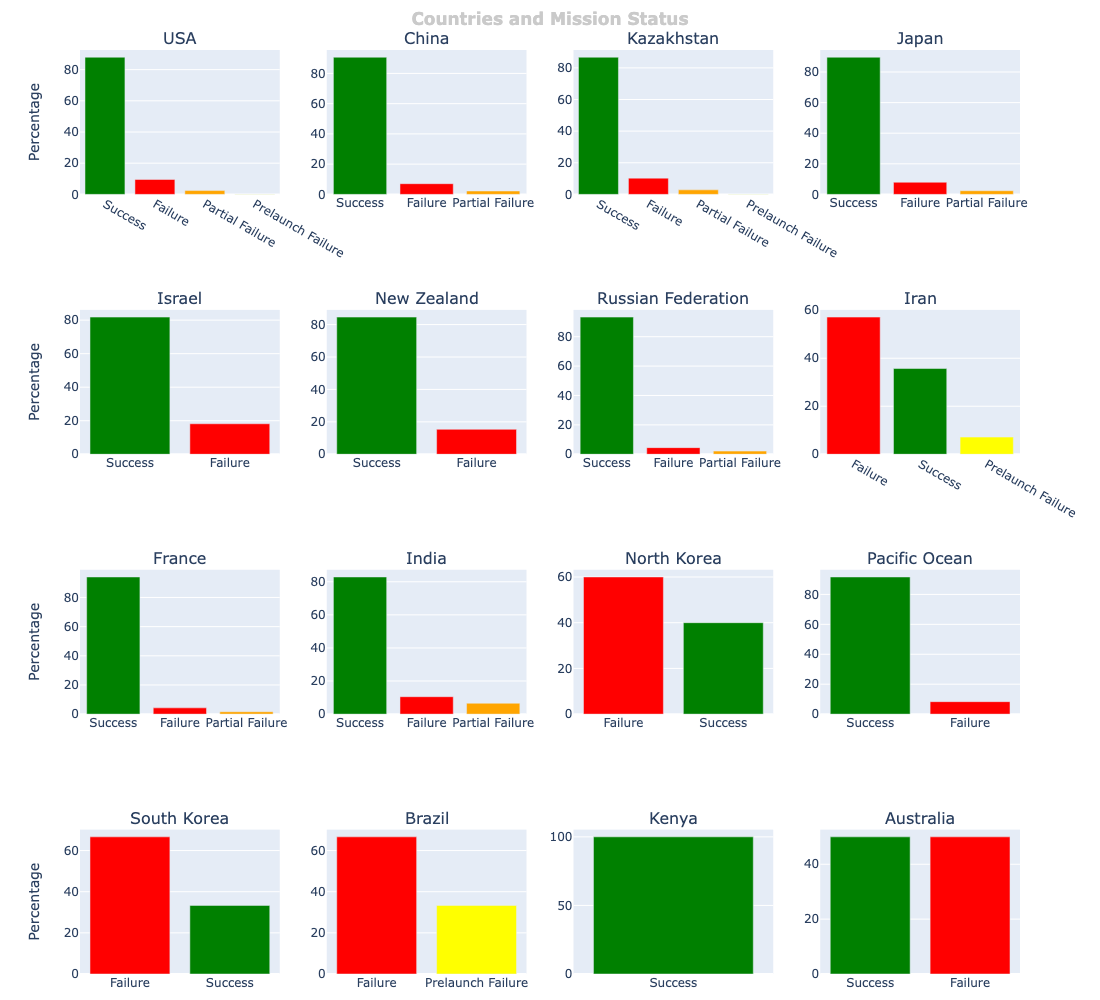 Countries and Mission Status
USA
China
Kazakhstan
Japan
Percentage
80
60
40
20
0
Success
Failure
Partial Failure
Prelaunch Failure
80
60
40
20
0
Success
Failure
Partial Failure
80
60
40
20
0
Success
Failure
Partial Failure
Prelaunch Failure
80
60
40
20
0
Success
Failure
Partial Failure
Israel
New Zealand
Russian Federation
Iran
Percentage
80
60
40
20
0
Success
Failure
80
60
40
20
0
Success
Failure
80
60
40
20
0
Success
Failure
Partial Failure
60
40
20
0
Failure
Success
Prelaunch Failure
France
India
North Korea
Pacific Ocean
Percentage
80
60
40
20
0
Success
Failure
Partial Failure
80
60
40
20
0
Success
Failure
Partial Failure
60
40
20
0
Failure
Success
80
60
40
20
0
Success
Failure
South Korea
Brazil
Kenya
Australia
Percentage
60
40
20
0
Failure
Success
60
40
20
0
Failure
Prelaunch Failure
100
50
0
Success
40
20
0
Success
Failure